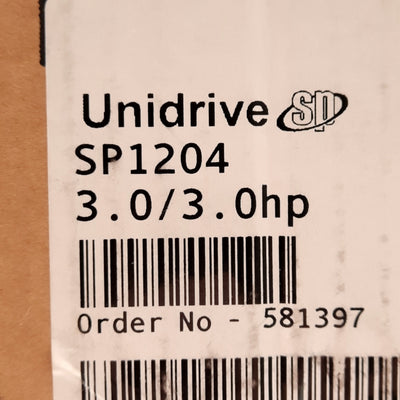 Unidrive sp
SP1204
3.0/3.0hp
Order No - 581397